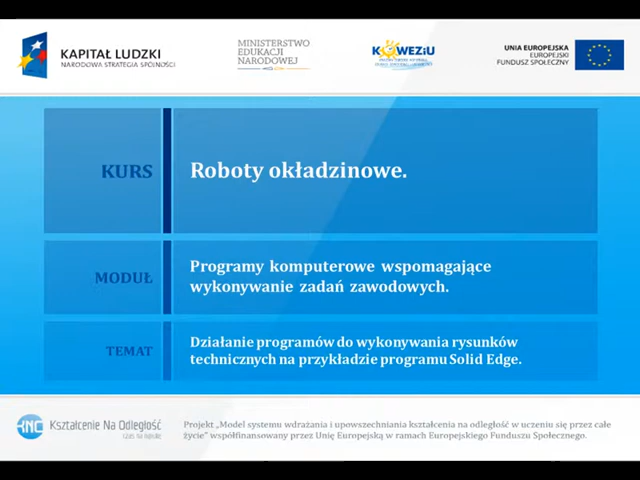 KAPITAŁ LUDZKI
NARODOWA STRATEGIA SPÓJNOŚCI
MINISTERSTWO
EDUKACJI
NARODOWEJ
KOWEZiU
UNIA EUROPEJSKA
EUROPEJSKI
FUNDUSZ SPOŁECZNY
KURS
Roboty okładzinowe.
MODUŁ
Programy komputerowe wspomagające
wykonywanie zadań zawodowych.
TEMAT
Działanie programów do wykonywania rysunków
technicznych na przykładzie programu Solid Edge.
KNO
Kształcenie Na Odległość
czas na naukę
Projekt „Model systemu wdrażania i upowszechniania kształcenia na odległość w uczeniu się przez całe
życie” współfinansowany przez Unię Europejską w ramach Europejskiego Funduszu Społecznego.